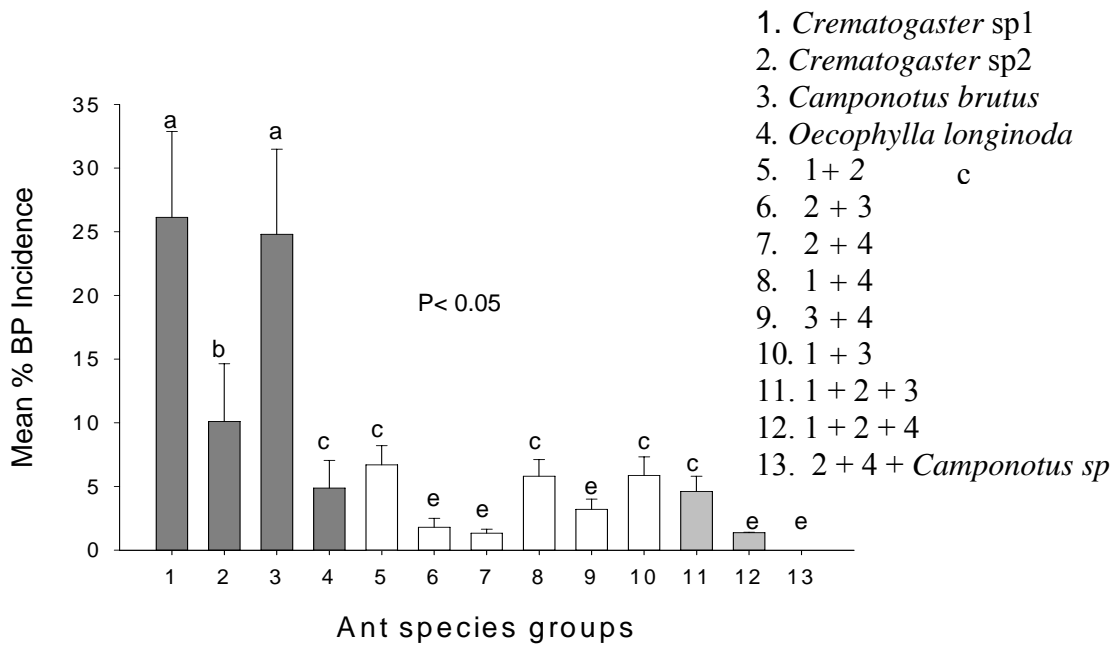 1. Crematogaster sp1
2. Crematogaster sp2
3. Camponotus brutus
4. Oecophylla longinoda
5. 1+ 2 c
6. 2 + 3
7. 2 + 4
8. 1 + 4
9. 3 + 4
10. 1 + 3
11. 1 + 2 + 3
12. 1 + 2 + 4
13. 2 + 4 + Camponotus sp
Mean % BP Incidence
35
30
25
20
15
10
5
0
a
b
a
c
c
e
e
c
e
c
c
e
e
P< 0.05
1 2 3 4 5 6 7 8 9 10 11 12 13
Ant species groups